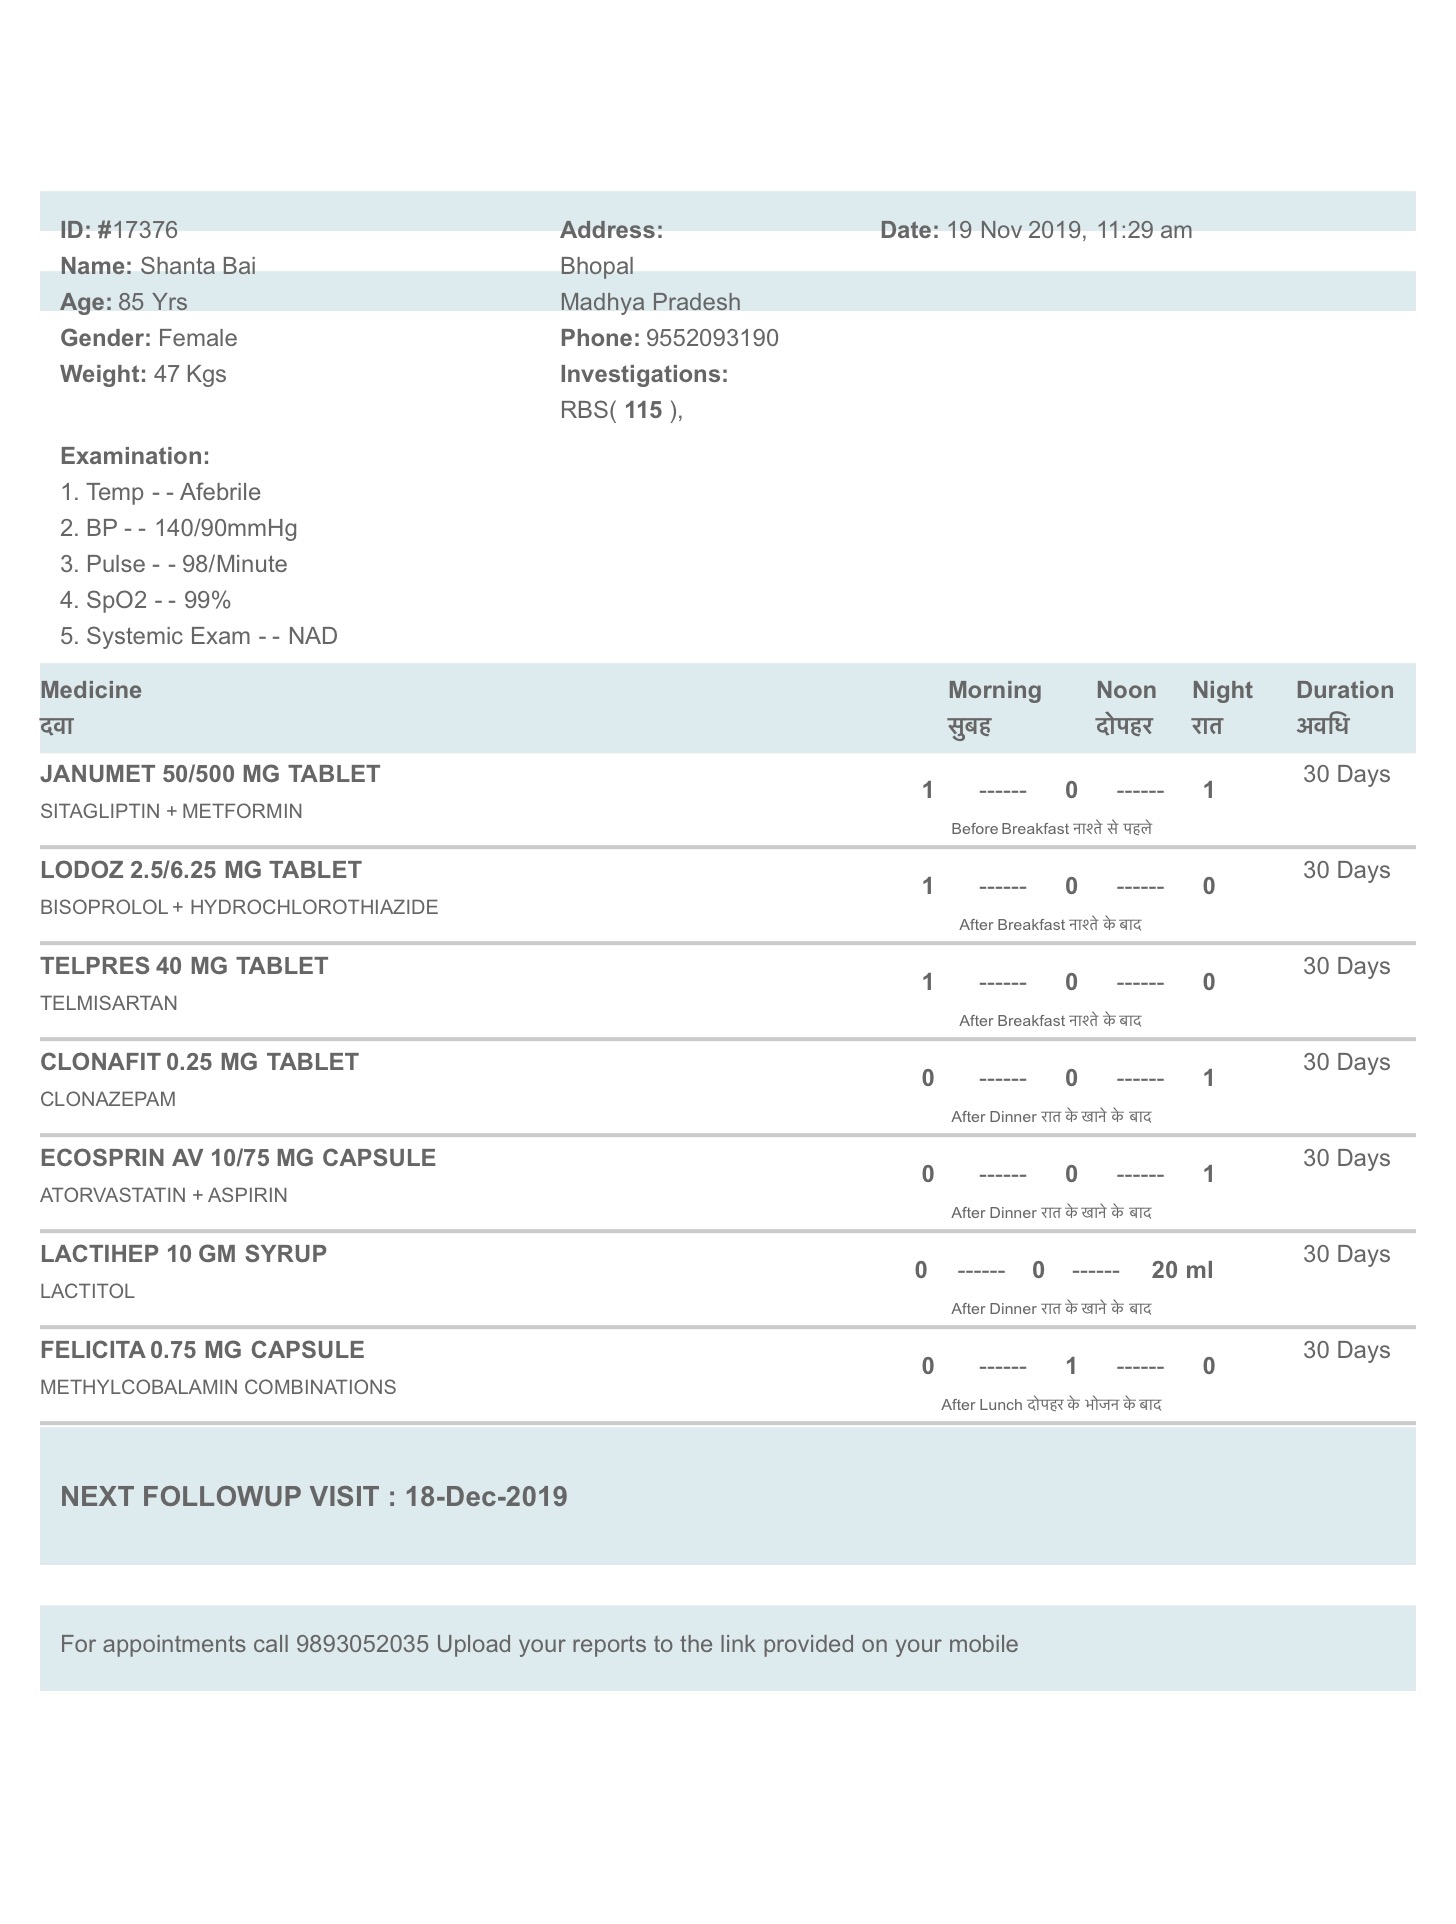 ID: #17376
Name: Shanta Bai
Age: 85 Yrs
Gender: Female
Weight: 47 Kgs
Address:
Bhopal
Madhya Pradesh
Phone: 9552093190
Investigations:
RBS( 115 ),
Date: 19 Nov 2019, 11:29 am
Examination:
1. Temp - - Afebrile
2. BP - - 140/90mmHg
3. Pulse - - 98/Minute
4. SpO2 - - 99%
5. Systemic Exam - - NAD
Medicine Morning Noon Night Duration
दवा सुबह दोपहर रात अवधि
JANUMET 50/500 MG TABLET 30 Days
1 ------ 0 ------ 1
SITAGLIPTIN + METFORMIN
Before Breakfast नाश्ते से पहले
LODOZ 2.5/6.25 MG TABLET 30 Days
1 ------ 0 ------ 0
BISOPROLOL + HYDROCHLOROTHIAZIDE
After Breakfast नाश्ते के बाद
TELPRES 40 MG TABLET 30 Days
1 ------ 0 ------ 0
TELMISARTAN
After Breakfast नाश्ते के बाद
CLONAFIT 0.25 MG TABLET 30 Days
0 ------ 0 ------ 1
CLONAZEPAM
After Dinner रात के खाने के बाद
ECOSPRIN AV 10/75 MG CAPSULE 30 Days
0 ------ 0 ------ 1
ATORVASTATIN + ASPIRIN
After Dinner रात के खाने के बाद
LACTIHEP 10 GM SYRUP 30 Days
0 ------ 0 ------ 20 ml
LACTITOL
After Dinner रात के खाने के बाद
FELICITA 0.75 MG CAPSULE 30 Days
0 ------ 1 ------ 0
METHYLCOBALAMIN COMBINATIONS
After Lunch दोपहर के भोजन के बाद
NEXT FOLLOWUP VISIT : 18-Dec-2019
For appointments call 9893052035 Upload your reports to the link provided on your mobile